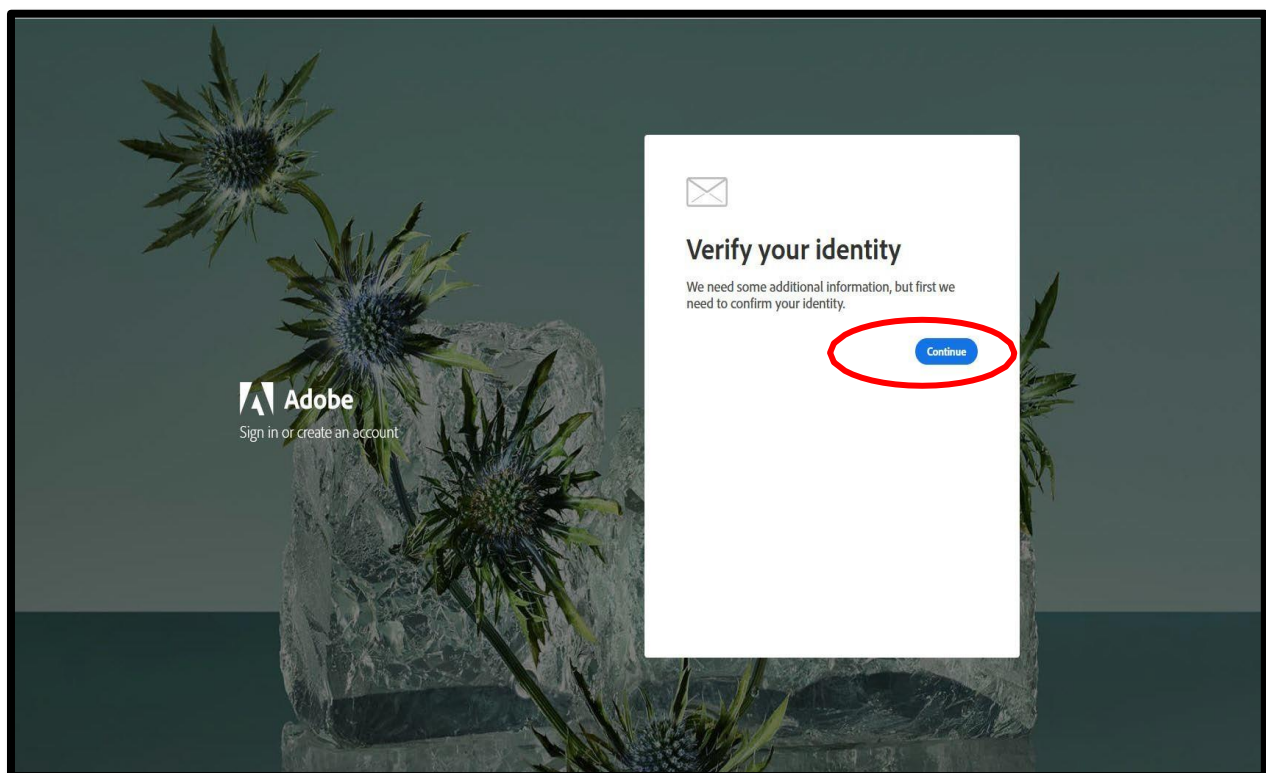 Adobe
Sign in or create an account
Verify your identity
We need some additional information, but first we
need to confirm your identity.
Continue